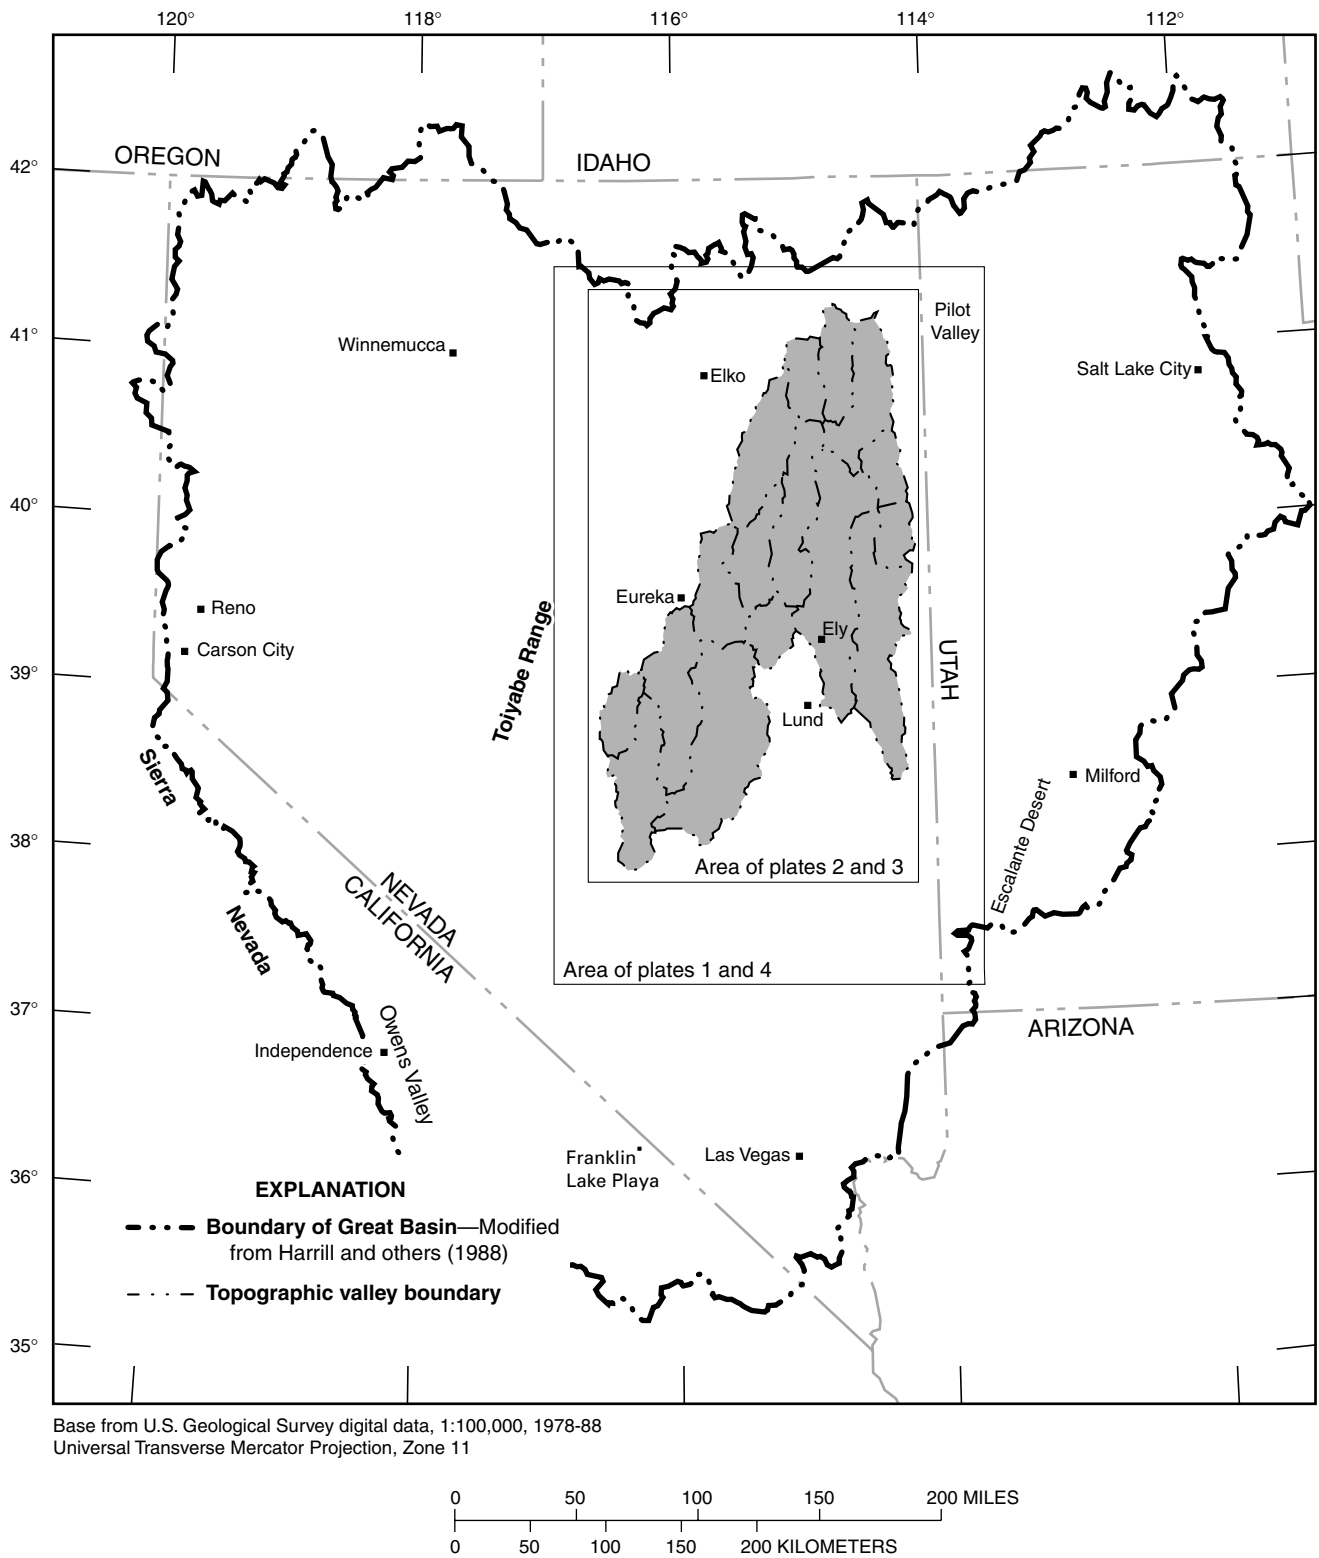 120° 118° 116° 114° 112°
42°
41°
40°
39°
38°
37°
36°
35°
OREGON
IDAHO
Pilot
Valley
Winnemucca
Elko
Salt Lake City
Eureka
Reno
Ely
Carson City
Toiyabe Range
UTAH
Lund
Sierra
Milford
Escalante Desert
Area of plates 2 and 3
NEVADA
CALIFORNIA
Nevada
Area of plates 1 and 4
ARIZONA
Independence
Owens Valley
Franklin
Lake Playa
Las Vegas
EXPLANATION
Boundary of Great Basin—Modified
from Harrill and others (1988)
Topographic valley boundary
Base from U.S. Geological Survey digital data, 1:100,000, 1978-88
Universal Transverse Mercator Projection, Zone 11
0 50 100 150 200 MILES
0 50 100 150 200 KILOMETERS